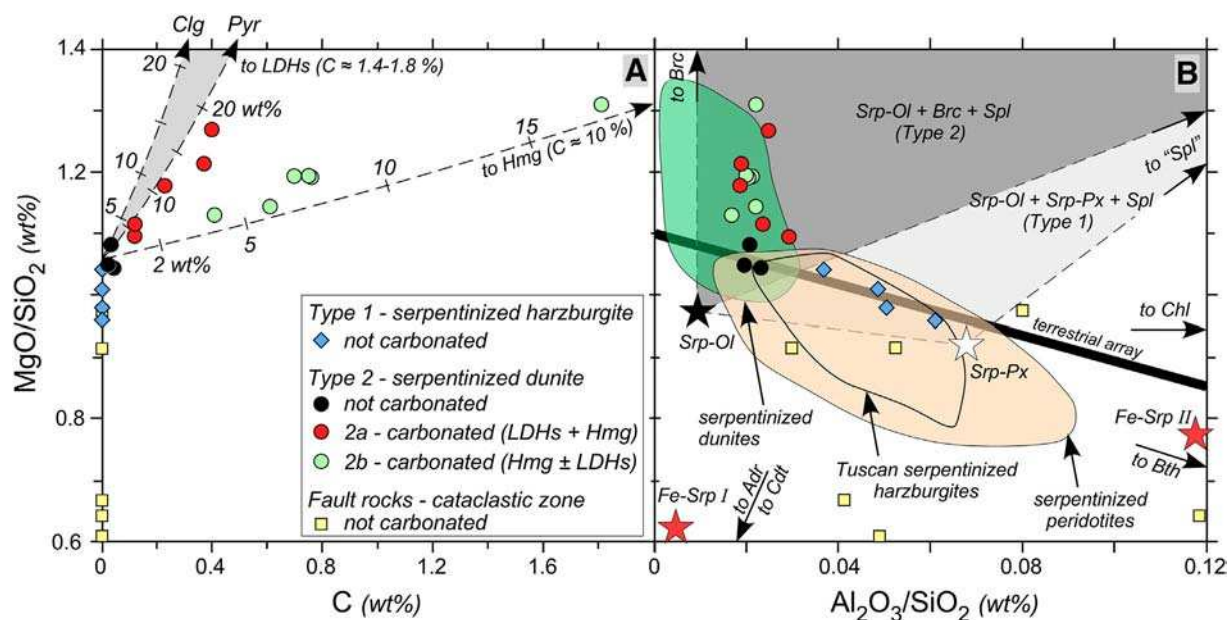 Clg Pyr
1.4
20
to LDHs (C ≈ 1.4-1.8 %)
A
20 wt%
15
to Hmg (C ≈ 10 %)
1.2
10
10
10
5
5
2 wt%
1.0
0.8
0.6
MgO/SiO2 (wt%)
Type 1 - serpentinized harzburgite
not carbonated
Type 2 - serpentinized dunite
not carbonated
2a - carbonated (LDHs + Hmg)
2b - carbonated (Hmg ± LDHs)
Fault rocks - cataclastic zone
not carbonated
0 0.4 0.8 1.2 1.6
C (wt%)
B
to Brc
Srp-Ol + Brc + Spl
(Type 2)
to "Spl"
Srp-Ol + Srp-Px + Spl
(Type 1)
to Chl
terrestrial array
Srp-Ol
Srp-Px
serpentinized
dunites
Tuscan serpentinized
harzburgites
serpentinized
peridotites
Fe-Srp II
to Bth
Fe-Srp I
to Adr
to Cdt
0 0.04 0.08 0.12
Al2O3/SiO2 (wt%)